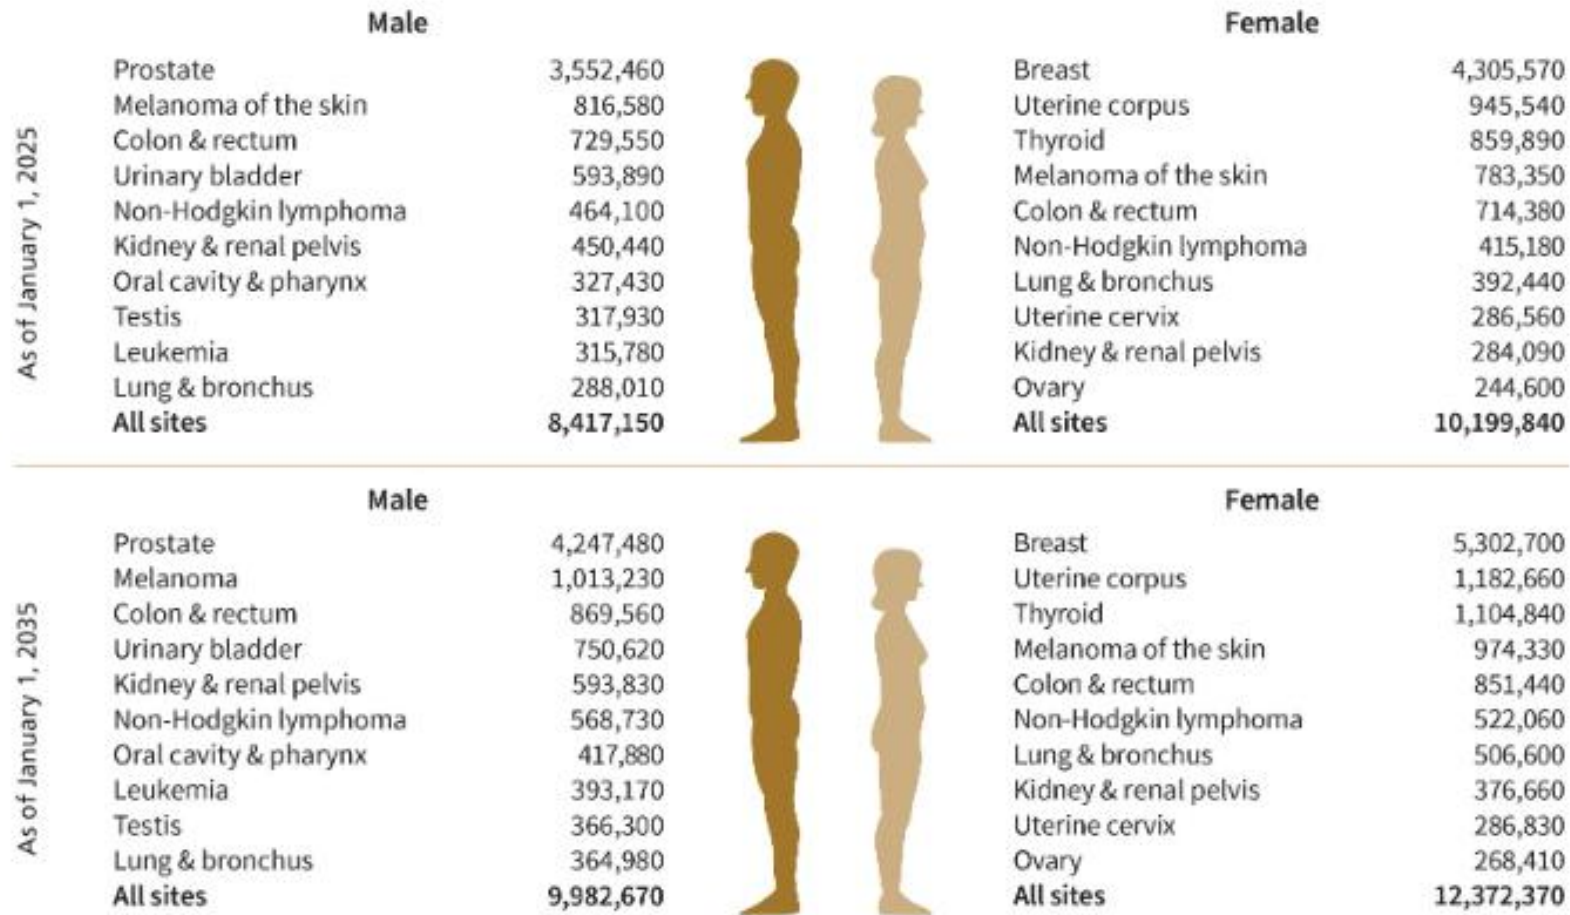 Male
Prostate 3,552,460
Melanoma of the skin 816,580
Colon & rectum 729,550
Urinary bladder 593,890
Non-Hodgkin lymphoma 464,100
Kidney & renal pelvis 450,440
Oral cavity & pharynx 327,430
Testis 317,930
Leukemia 315,780
Lung & bronchus 288,010
All sites 8,417,150
Female
Breast 4,305,570
Uterine corpus 945,540
Thyroid 859,890
Melanoma of the skin 783,350
Colon & rectum 714,380
Non-Hodgkin lymphoma 415,180
Lung & bronchus 392,440
Uterine cervix 286,560
Kidney & renal pelvis 284,090
Ovary 244,600
All sites 10,199,840
As of January 1, 2025
Male
Prostate 4,247,480
Melanoma 1,013,230
Colon & rectum 869,560
Urinary bladder 750,620
Kidney & renal pelvis 593,830
Non-Hodgkin lymphoma 568,730
Oral cavity & pharynx 417,880
Leukemia 393,170
Testis 366,300
Lung & bronchus 364,980
All sites 9,982,670
Female
Breast 5,302,700
Uterine corpus 1,182,660
Thyroid 1,104,840
Melanoma of the skin 974,330
Colon & rectum 851,440
Non-Hodgkin lymphoma 522,060
Lung & bronchus 506,600
Kidney & renal pelvis 376,660
Uterine cervix 286,830
Ovary 268,410
All sites 12,372,370
As of January 1, 2035